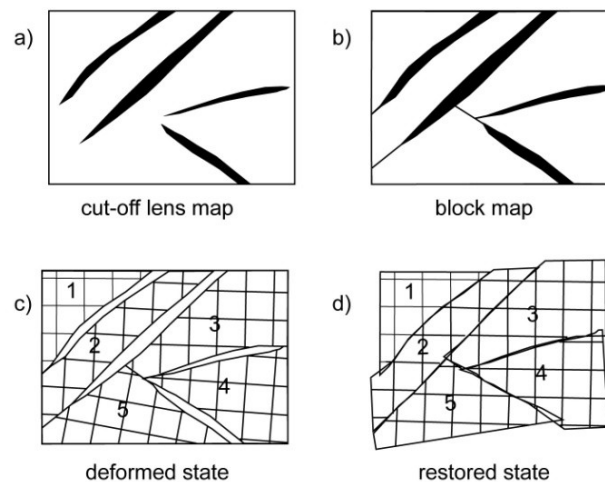 a)
cut-off lens map
b)
block map
c)
1
2
3
4
5
deformed state
d)
1
2
3
4
5
restored state